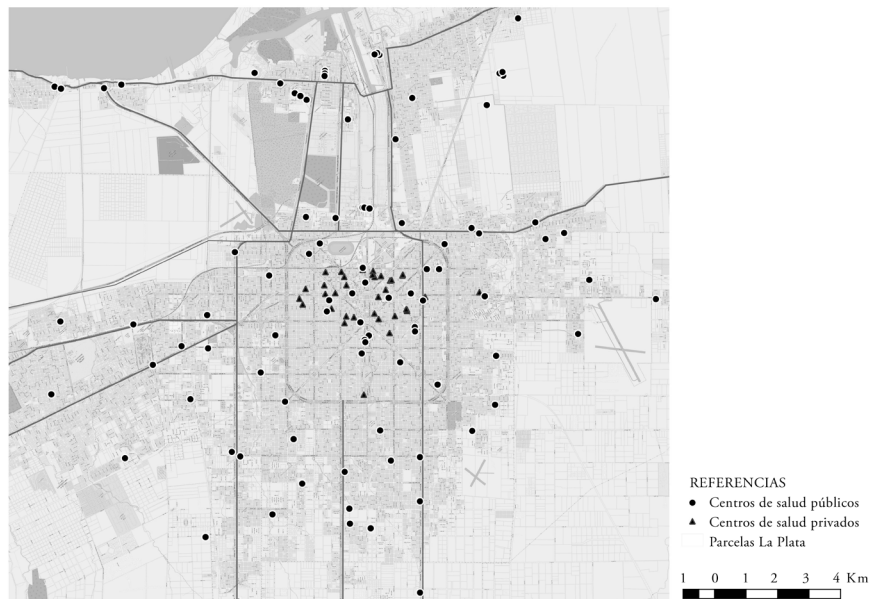 REFERENCIAS
Centros de salud públicos
Centros de salud privados
Parcelas La Plata
1 0 1 2 3 4 Km